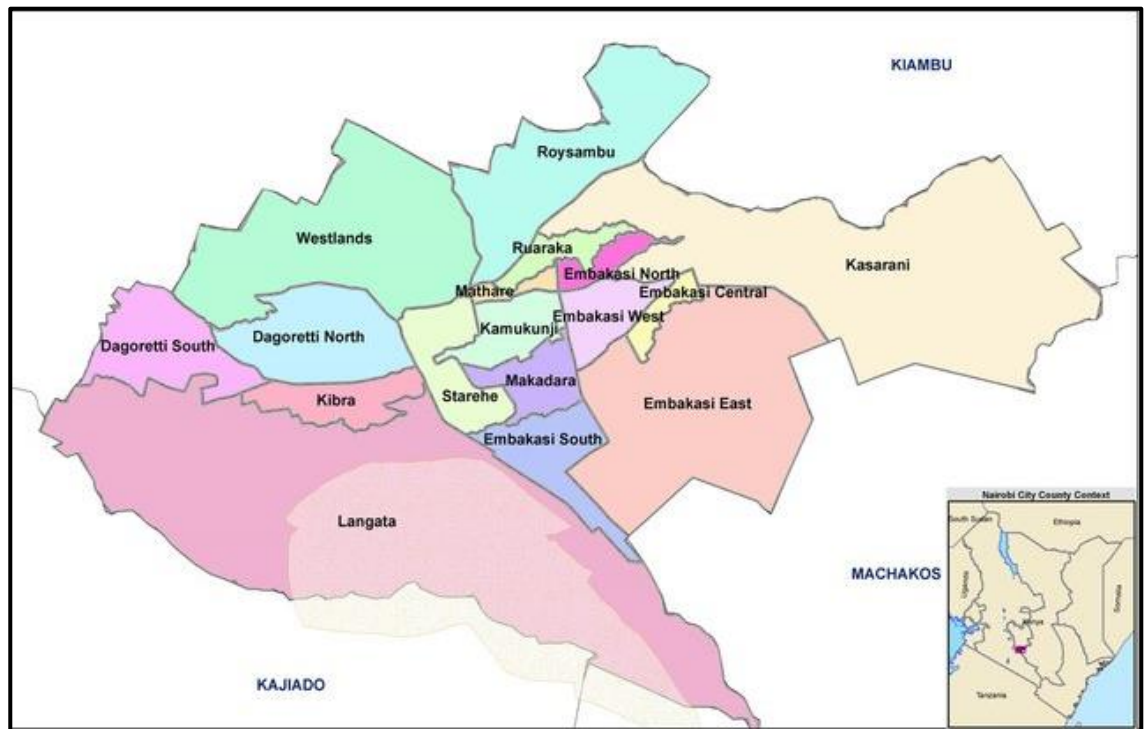 KIAMBU
Roysambu
Westlands
Ruaraka
Kasarani
Embakasi North
Mathare
Embakasi Central
Embakasi West
Kamukunji
Dagoretti North
Dagoretti South
Makadara
Starehe
Kibra
Embakasi East
Embakasi South
Langata
MACHAKOS
KAJIADO
Nairobi City County Context
South Sudan
Ethiopia
Uganda
Somalia
Kenya
Tanzania